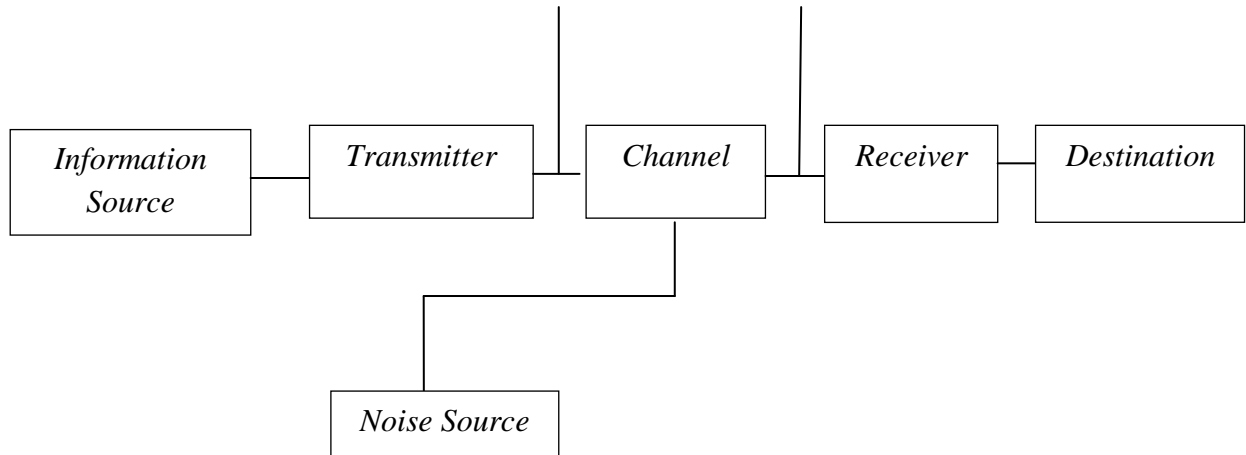 Information
Source
Transmitter
Channel
Receiver
Destination
Noise Source